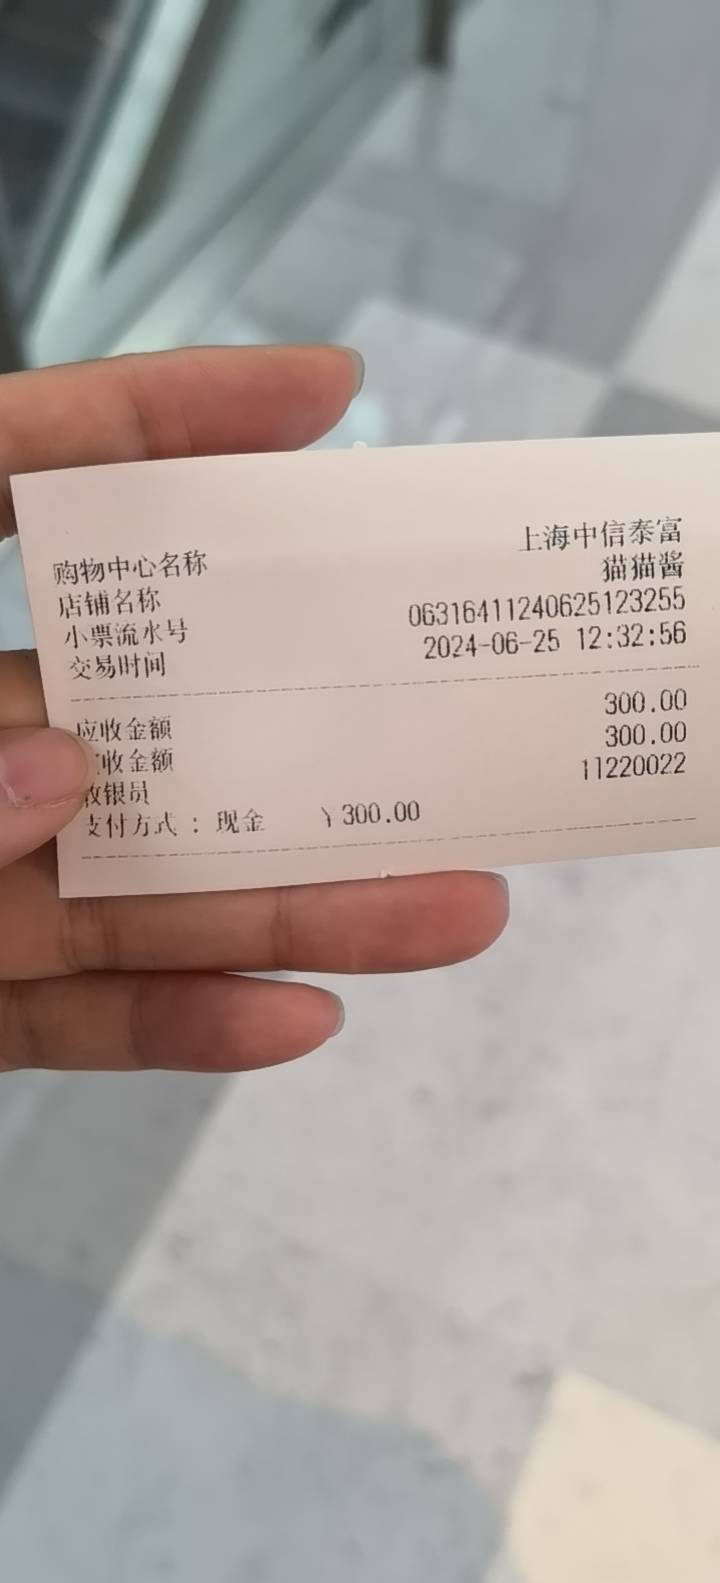 购物中心名称 上海中信泰富
店铺名称 猫猫酱
小票流水号 06316411240625123255
交易时间 2024-06-25 12:32:56
应收金额 300.00
收金额 300.00
收银员 11220022
支付方式 : 现金 ¥300.00